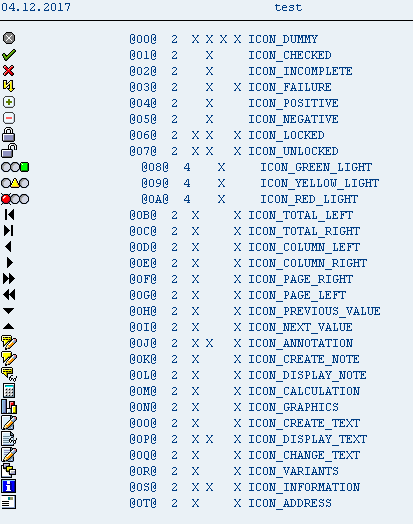 04.12.2017 test
@00@ 2 X X X X ICON_DUMMY
@01@ 2 X ICON_CHECKED
@02@ 2 X ICON_INCOMPLETE
@03@ 2 X X ICON_FAILURE
@04@ 2 X ICON_POSITIVE
@05@ 2 X ICON_NEGATIVE
@06@ 2 X X X ICON_LOCKED
@07@ 2 X X X ICON_UNLOCKED
@08@ 4 X ICON_GREEN_LIGHT
@09@ 4 X ICON_YELLOW_LIGHT
@0A@ 4 X ICON_RED_LIGHT
@0B@ 2 X X ICON_TOTAL_LEFT
@0C@ 2 X X ICON_TOTAL_RIGHT
@0D@ 2 X X ICON_COLUMN_LEFT
@0E@ 2 X X ICON_COLUMN_RIGHT
@0F@ 2 X X ICON_PAGE_RIGHT
@0G@ 2 X X ICON_PAGE_LEFT
@0H@ 2 X X ICON_PREVIOUS_VALUE
@0I@ 2 X X ICON_NEXT_VALUE
@0J@ 2 X X X ICON_ANNOTATION
@0K@ 2 X X ICON_CREATE_NOTE
@0L@ 2 X X ICON_DISPLAY_NOTE
@0M@ 2 X X ICON_CALCULATION
@0N@ 2 X X ICON_GRAPHICS
@0O@ 2 X X ICON_CREATE_TEXT
@0P@ 2 X X X ICON_DISPLAY_TEXT
@0Q@ 2 X X ICON_CHANGE_TEXT
@0R@ 2 X X ICON_VARIANTS
@0S@ 2 X X X ICON_INFORMATION
@0T@ 2 X X ICON_ADDRESS